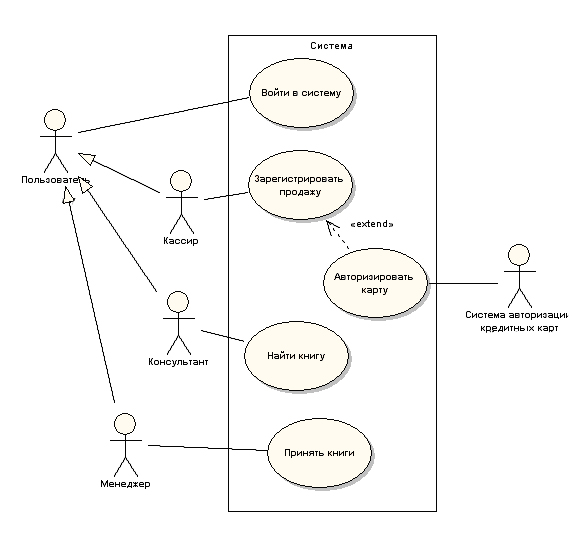 Система
Войти в систему
Пользователь
Зарегистрировать
продажу
Кассир
«extend»
Авторизировать
карту
Система авторизации
кредитных карт
Найти книгу
Консультант
Принять книги
Менеджер